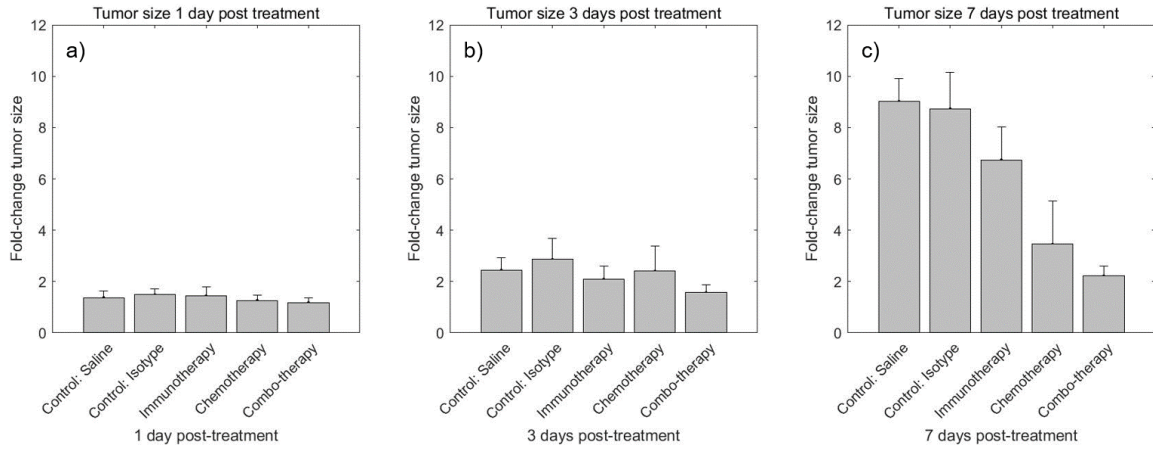 Tumor size 1 day post treatment
a)
12
10
8
6
4
2
0
Fold-change tumor size
Control: Saline
Control: Isotype
Immunotherapy
Chemotherapy
Combo-therapy
1 day post-treatment
Tumor size 3 days post treatment
b)
12
10
8
6
4
2
0
Fold-change tumor size
Control: Saline
Control: Isotype
Immunotherapy
Chemotherapy
Combo-therapy
3 days post-treatment
Tumor size 7 days post treatment
c)
12
10
8
6
4
2
0
Fold-change tumor size
Control: Saline
Control: Isotype
Immunotherapy
Chemotherapy
Combo-therapy
7 days post-treatment